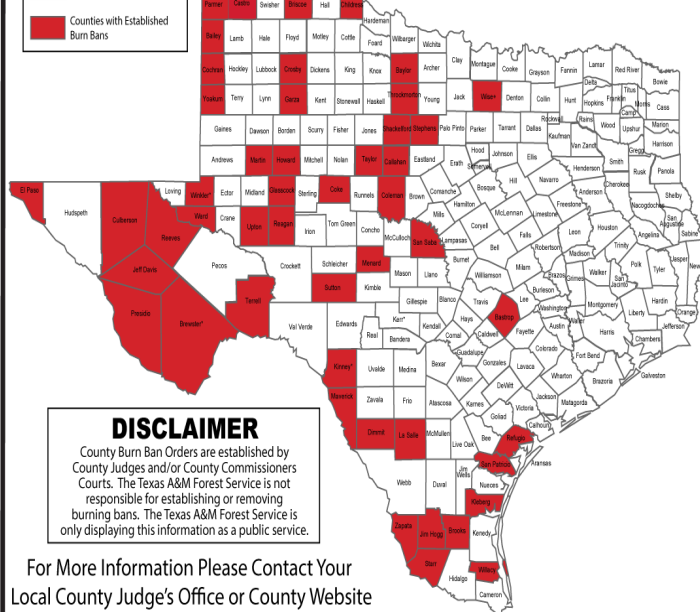 Parmer Castro Swisher Briscoe Hall Childress
Hardeman
Counties with Established
Burn Bans
Bailey Lamb Hale Floyd Motley Cottle Foard Wilbarger Wichita
Clay Montague Cooke Grayson Fannin Lamar Red River Bowie
Cochran Hockley Lubbock Crosby Dickens King Knox Baylor Archer
Delta Titus Franklin Morris Cass
Yoakum Terry Lynn Garza Kent Stonewall Haskell Throckmorton Young Jack Wise* Denton Collin Hunt Hopkins Camp
Rockwall Rains Wood Upshur Marion
Gaines Dawson Borden Scurry Fisher Jones Shackelford Stephens Palo Pinto Parker Tarrant Dallas Kaufman Van Zandt Gregg Harrison
Andrews Martin Howard Mitchell Nolan Taylor Callahan Eastland Erath Hood Somervell Johnson Ellis Henderson Smith Rusk Panola
El Paso Hudspeth Culberson Loving Winkler* Ector Midland Glasscock Sterling Coke Runnels Coleman Brown Comanche Bosque Hill Navarro Anderson Cherokee Shelby
Hamilton Freestone Nacogdoches San Augustine
Ward Crane Upton Reagan Irion Tom Green Concho McCulloch Mills Coryell McLennan Limestone Leon Houston Angelina Sabine
Reeves San Saba Lampasas Bell Falls Robertson Madison Trinity
Jeff Davis Pecos Crockett Schleicher Menard Mason Llano Burnet Williamson Milam Brazos Grimes Walker San Jacinto Polk Tyler Jasper Newton
Presidio Brewster* Terrell Sutton Kimble Gillespie Blanco Travis Lee Burleson Washington Montgomery Liberty Hardin Orange
Val Verde Edwards Kerr* Real Bandera Kendall Hays Comal Caldwell Bastrop Fayette Austin Waller Harris Chambers Jefferson
Kinney* Uvalde Medina Bexar Guadalupe Gonzales Lavaca Colorado Fort Bend Galveston
Wilson DeWitt Wharton Brazoria
Maverick Zavala Frio Atascosa Karnes Victoria Jackson Matagorda
Dimmit La Salle McMullen Live Oak Bee Goliad Calhoun
Refugio
San Patricio Aransas
Webb Duval Jim Wells Nueces
Kleberg
Zapata Jim Hogg Brooks Kenedy
Starr Hidalgo Willacy
Cameron
DISCLAIMER
County Burn Ban Orders are established by
County Judges and/or County Commissioners
Courts. The Texas A&M Forest Service is not
responsible for establishing or removing
burning bans. The Texas A&M Forest Service is
only displaying this information as a public service.
For More Information Please Contact Your
Local County Judge's Office or County Website